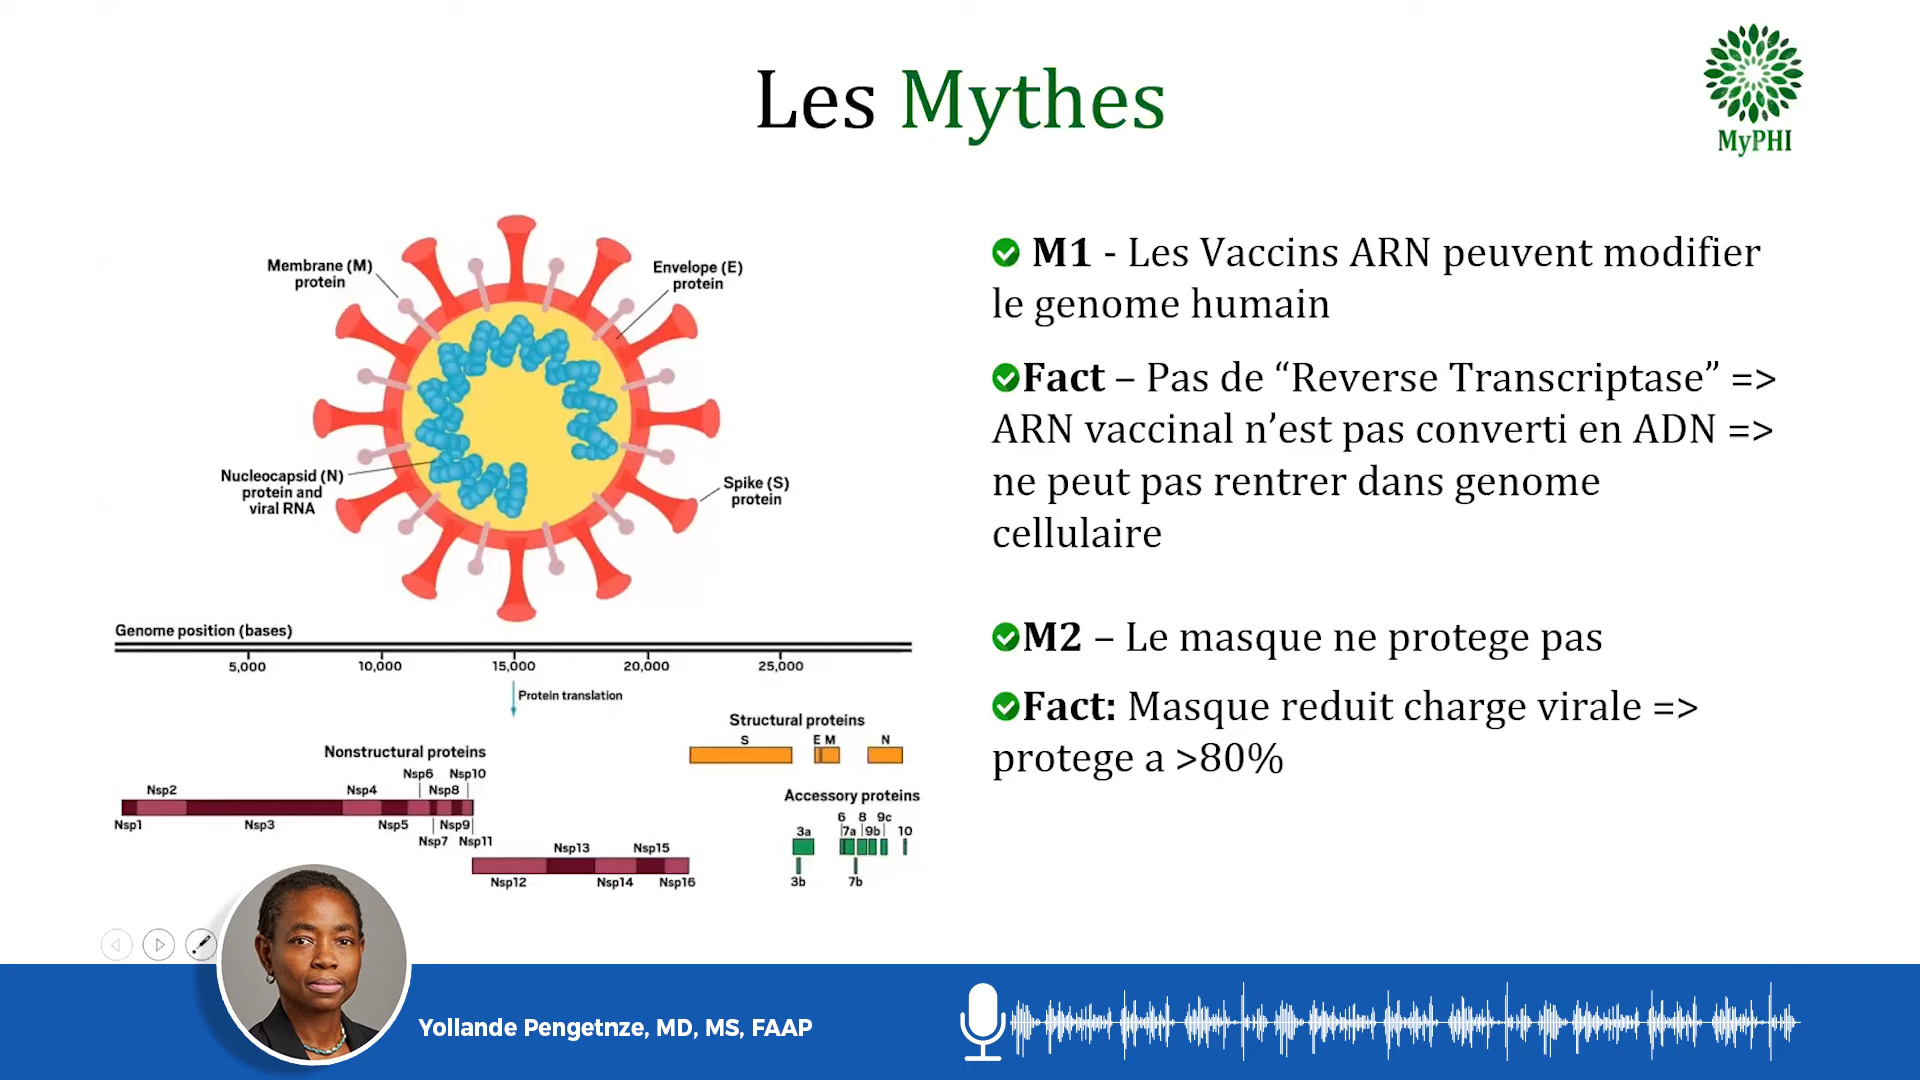 Les Mythes
MyPHI
Membrane (M)
protein
Envelope (E)
protein
Nucleocapsid (N)
protein and
viral RNA
Spike (S)
protein
Genome position (bases)
5,000 10,000 15,000 20,000 25,000
Protein translation
Structural proteins
S E M N
Nonstructural proteins
Nsp6 Nsp10
Nsp2 Nsp4 Nsp8
Nsp1 Nsp3 Nsp5 Nsp9
Nsp7 Nsp11
Accessory proteins
6 8 9c
3a 7a 9b 10
3b 7b
Nsp13 Nsp15
Nsp12 Nsp14 Nsp16
M1 - Les Vaccins ARN peuvent modifier
le genome humain
Fact – Pas de “Reverse Transcriptase” =>
ARN vaccinal n’est pas converti en ADN =>
ne peut pas rentrer dans genome
cellulaire
M2 – Le masque ne protege pas
Fact: Masque reduit charge virale =>
protege a >80%
Yollande Pengetnze, MD, MS, FAAP